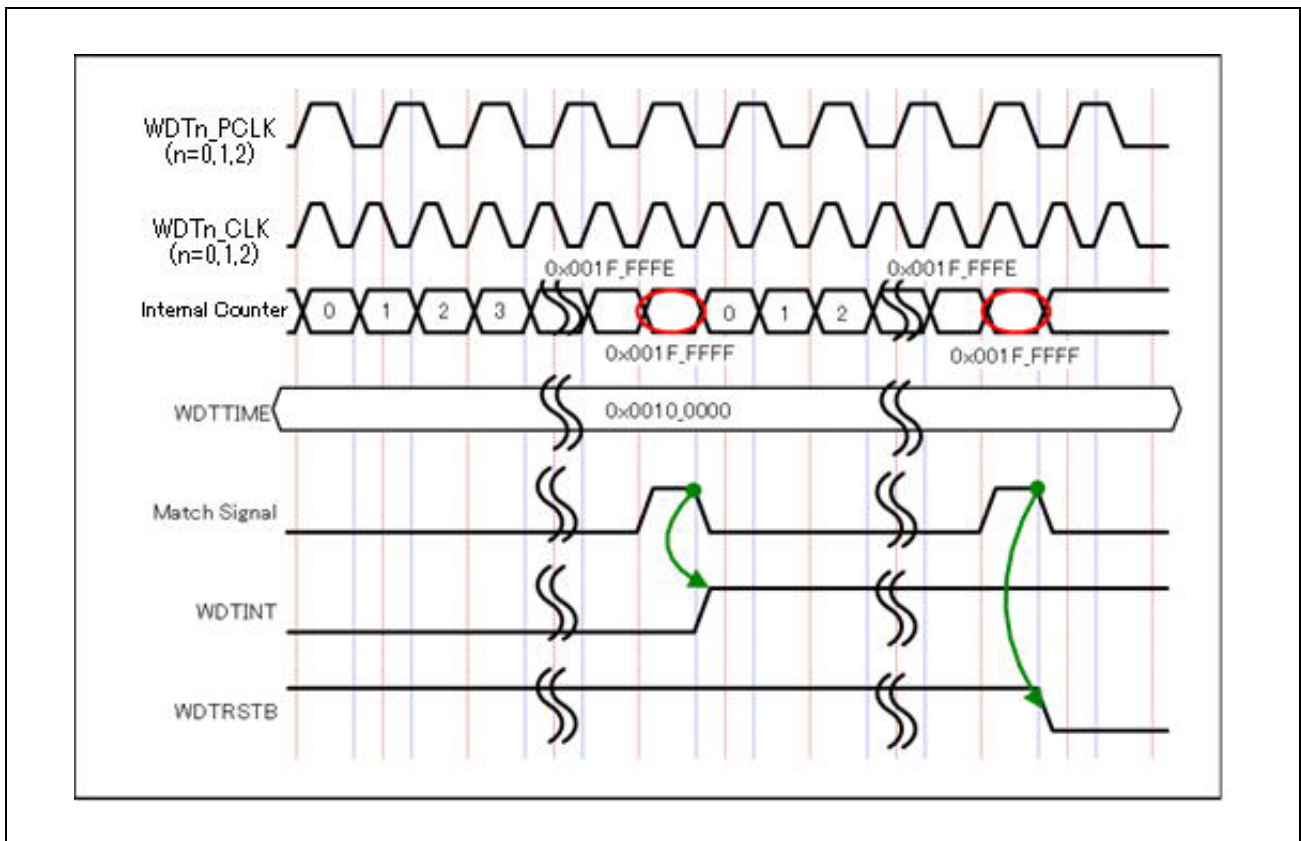 WDTn_PCLK
(n=0,1,2)
WDTn_CLK
(n=0,1,2)
0x001F_FFFE
0x001F_FFFE
Internal Counter
0 1 2 3 0 1 2
0x001F_FFFF
0x001F_FFFF
WDTTIME
0x0010_0000
Match Signal
WDTINT
WDTRSTB